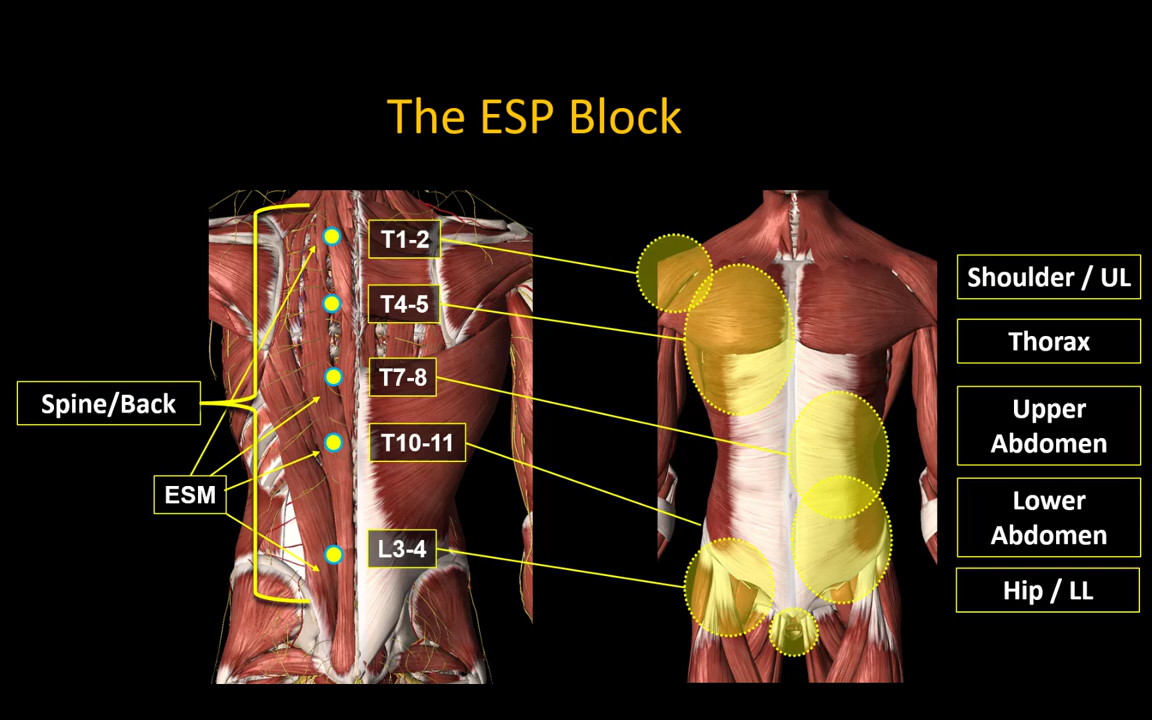 The ESP Block
T1-2
T4-5
T7-8
T10-11
L3-4
Spine/Back
ESM
Shoulder / UL
Thorax
Upper
Abdomen
Lower
Abdomen
Hip / LL